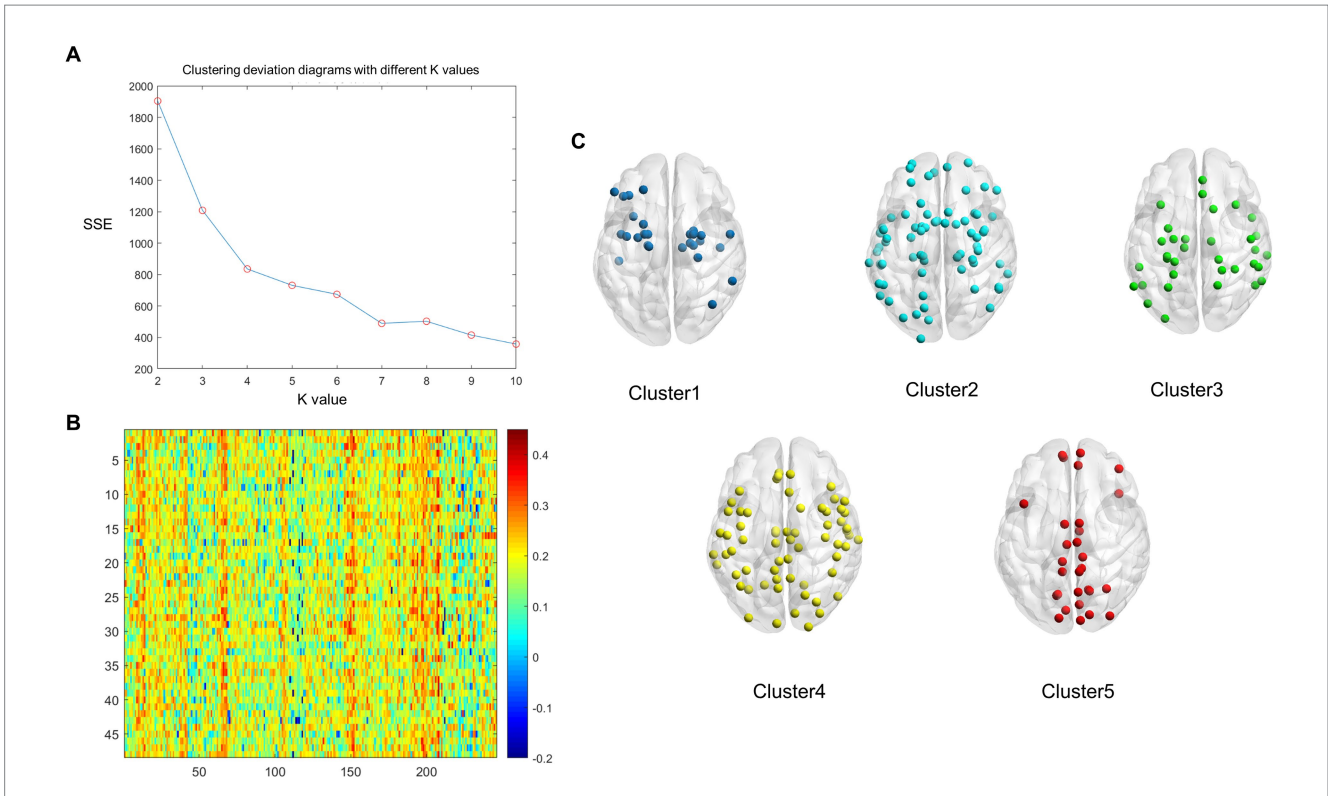 A
Clustering deviation diagrams with different K values
2000
1800
1600
1400
1200
1000
800
600
400
200
SSE
2 3 4 5 6 7 8 9 10
K value
B
5
10
15
20
25
30
35
40
45
50 100 150 200
0.4
0.3
0.2
0.1
0
-0.1
-0.2
C
Cluster1 Cluster2 Cluster3
Cluster4 Cluster5